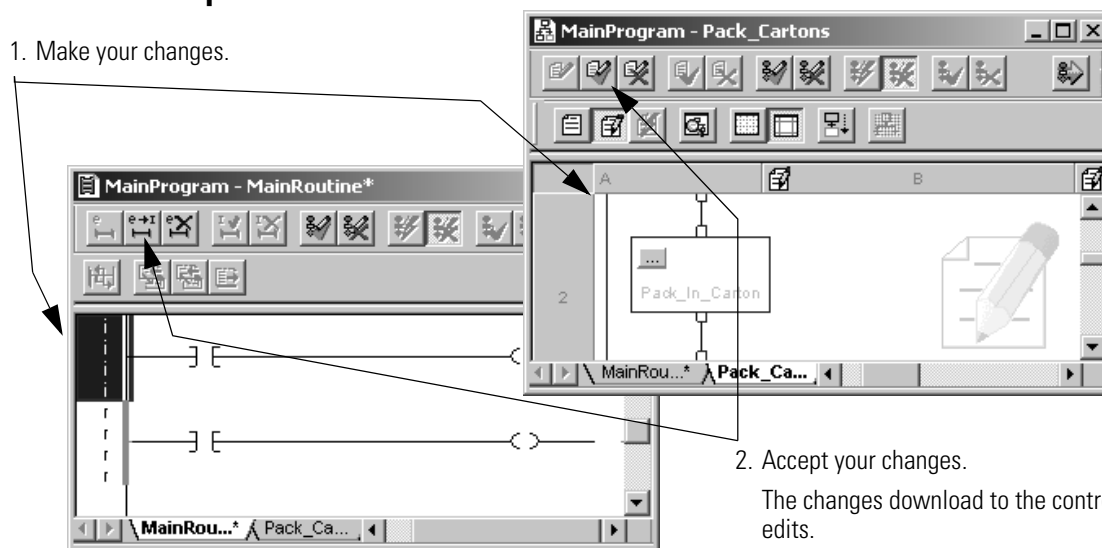 1. Make your changes.
MainProgram - Pack_Cartons
A
B
2
...
Pack_In_Carton
MainRou...* Pack_Ca...
MainProgram - MainRoutine*
e
e→I
e
I
I
i
i
i
i
i
r
r
r
r
MainRou...* Pack_Ca...
2. Accept your changes.
The changes download to the contr
edits.